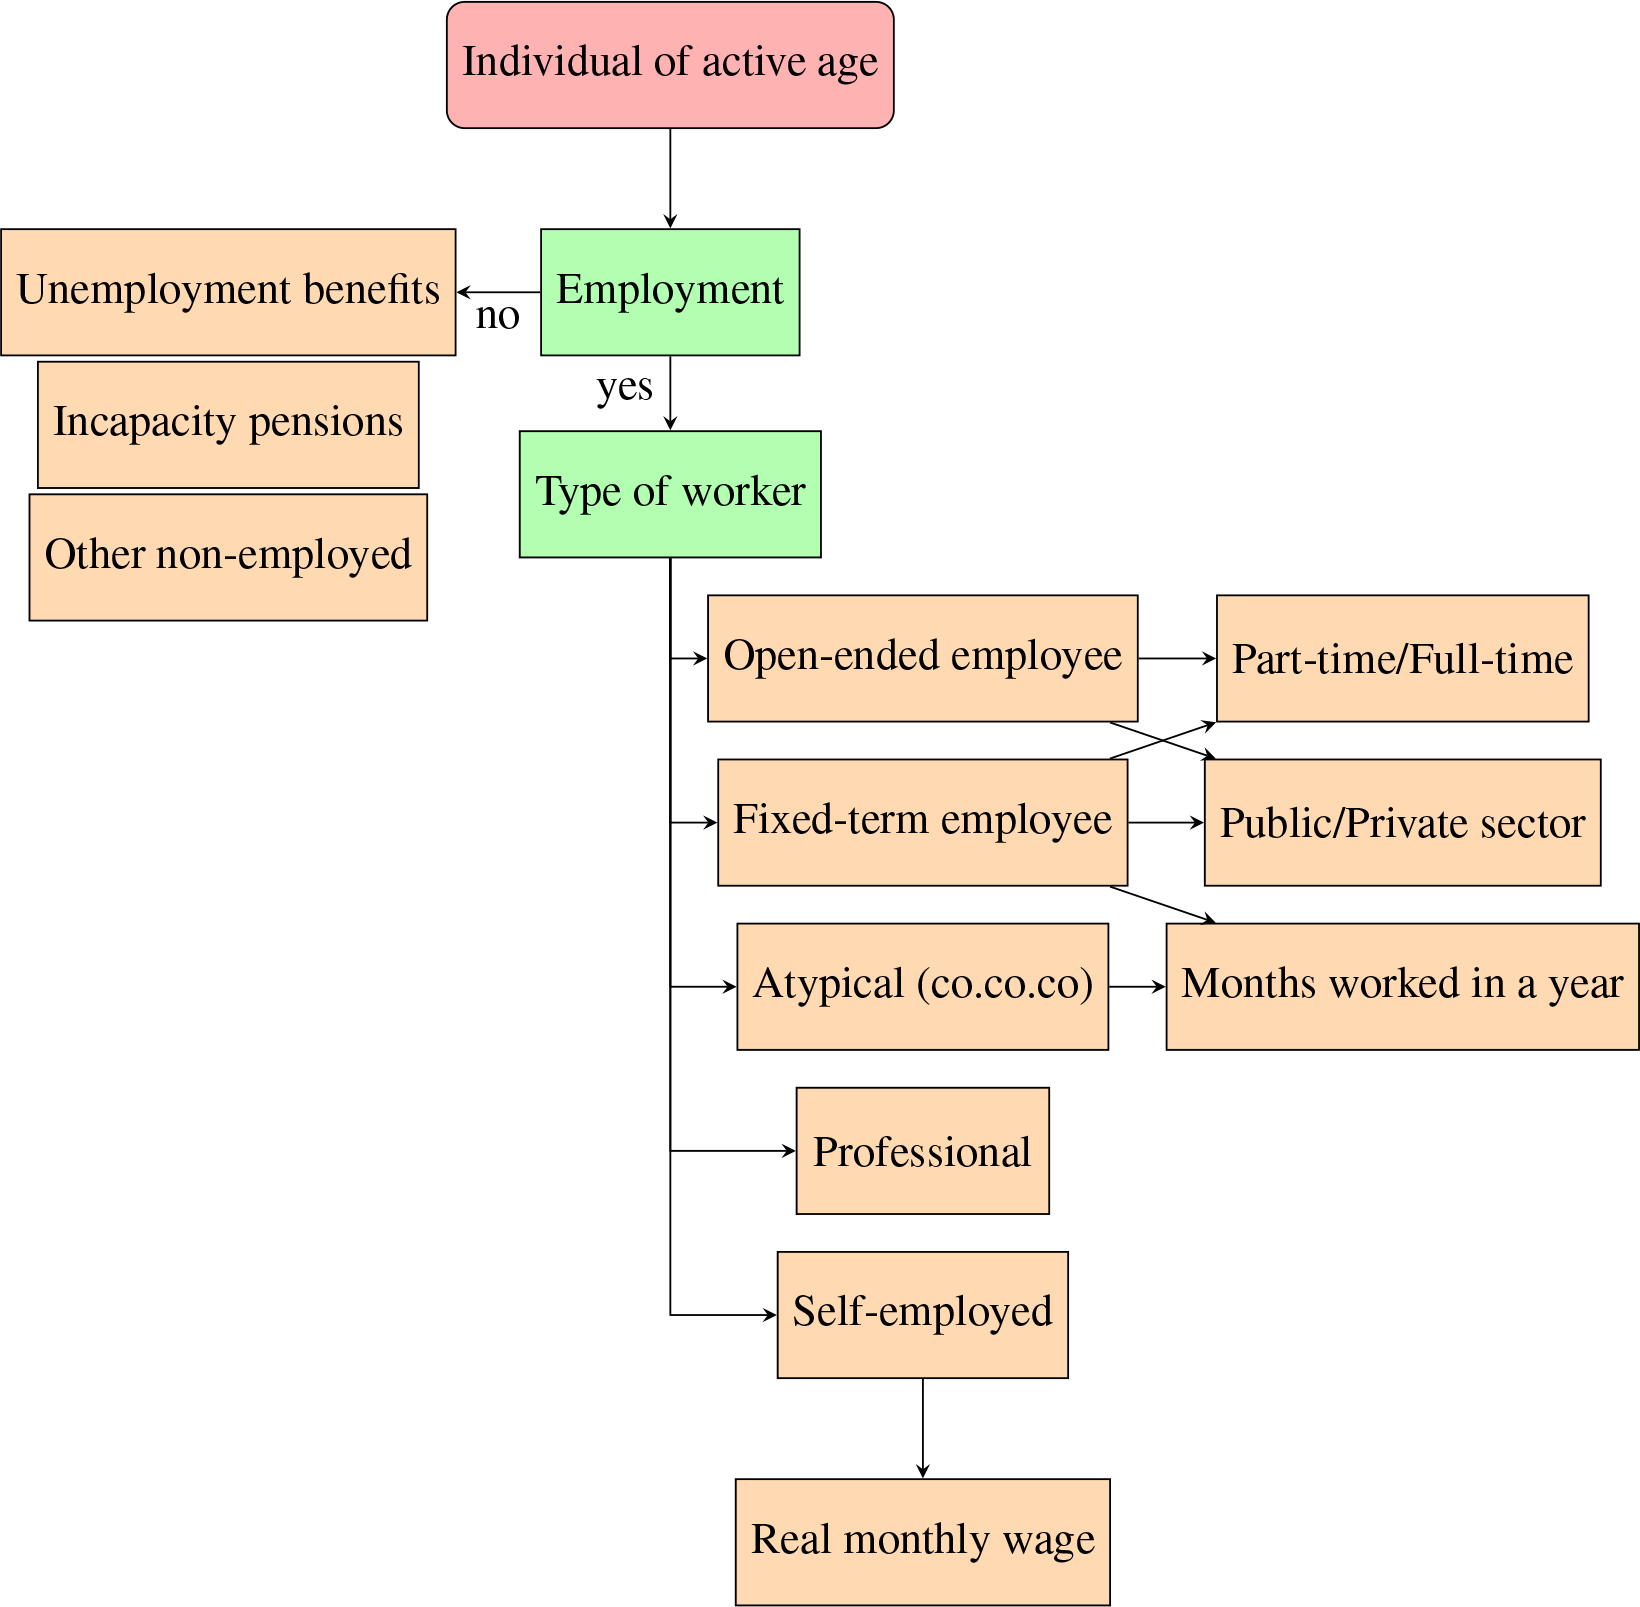 Individual of active age
Unemployment benefits
no
Employment
yes
Incapacity pensions
Type of worker
Other non-employed
Open-ended employee
Part-time/Full-time
Fixed-term employee
Public/Private sector
Atypical (co.co.co)
Months worked in a year
Professional
Self-employed
Real monthly wage